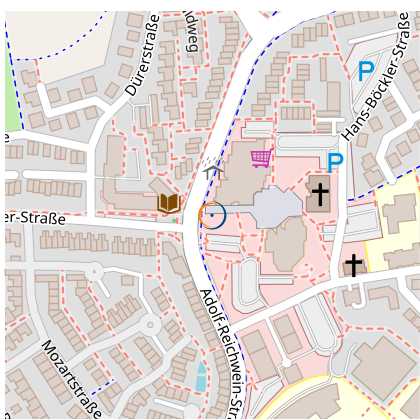 Dürerstraße
dweg
Hans-Böckler-Straße
P
P
e
er-Straße
Adolf-Reichwein-Str
Mozartstraße